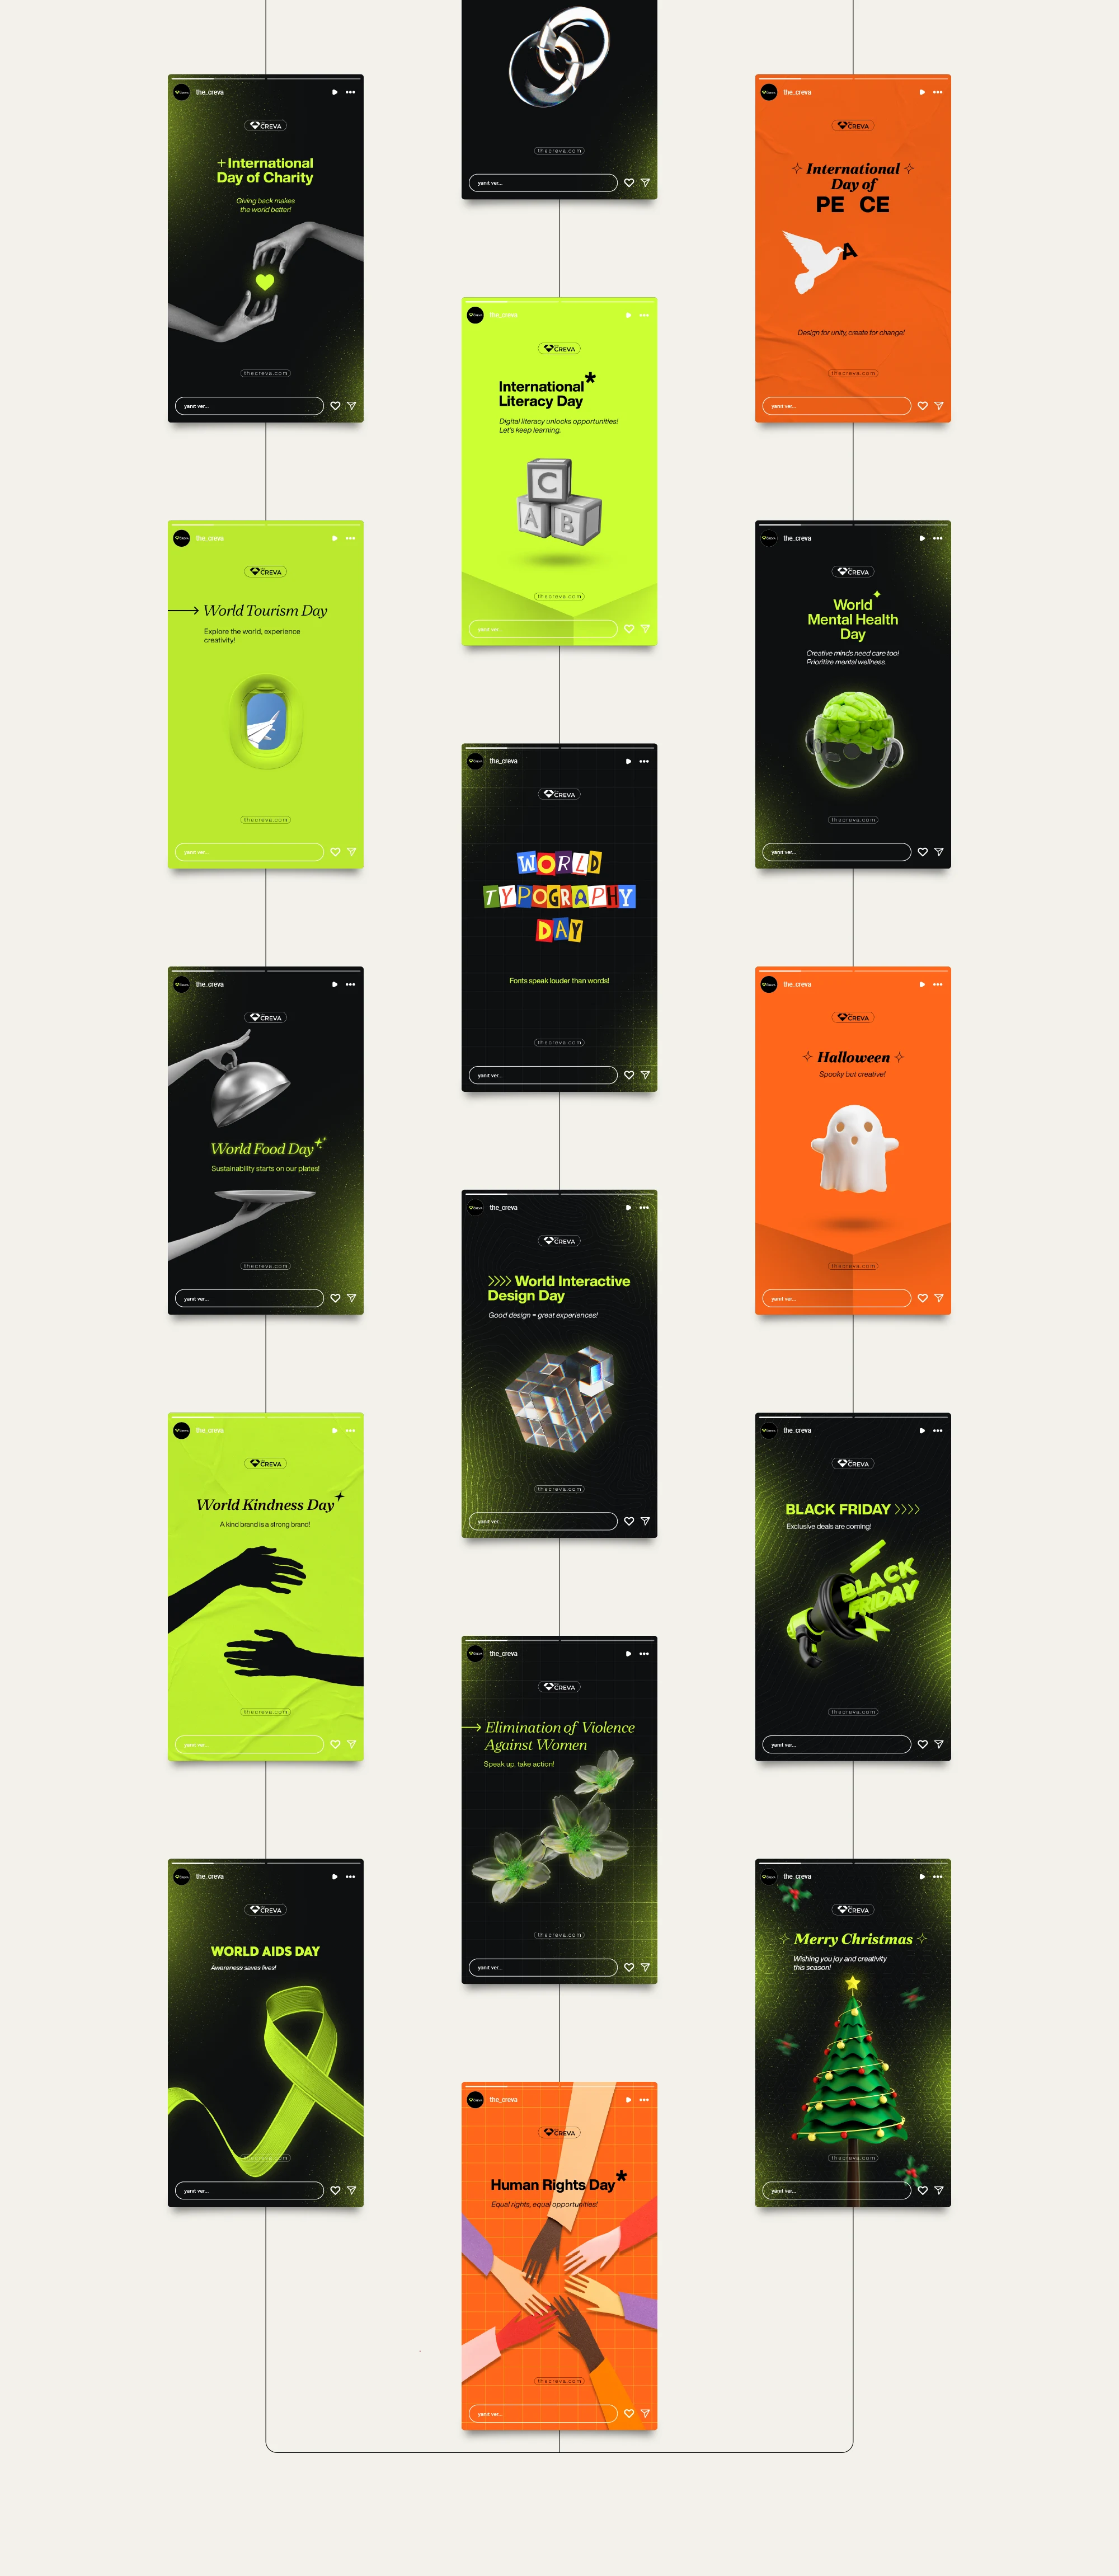 thecreva.com
yanıt ver...
the_creva
CREVA
+International
Day of Charity
Giving back makes
the world better!
thecreva.com
yanıt ver...
the_creva
CREVA
International
Day of
PE CE
A
Design for unity, create for change!
thecreva.com
yanıt ver...
the_creva
CREVA
International*
Literacy Day
Digital literacy unlocks opportunities!
Let's keep learning.
C
A B
thecreva.com
yanıt ver...
the_creva
CREVA
World Tourism Day
Explore the world, experience
creativity!
thecreva.com
yanıt ver...
the_creva
CREVA
World
Mental Health
Day
Creative minds need care too!
Prioritize mental wellness.
thecreva.com
yanıt ver...
the_creva
CREVA
WORLD
TYPOGRAPHY
DAY
Fonts speak louder than words!
thecreva.com
yanıt ver...
the_creva
CREVA
World Food Day
Sustainability starts on our plates!
thecreva.com
yanıt ver...
the_creva
CREVA
Halloween
Spooky but creative!
thecreva.com
yanıt ver...
the_creva
CREVA
World Interactive
Design Day
Good design = great experiences!
thecreva.com
yanıt ver...
the_creva
CREVA
World Kindness Day
A kind brand is a strong brand!
thecreva.com
yanıt ver...
the_creva
CREVA
BLACK FRIDAY
Exclusive deals are coming!
BLACK
FRIDAY
thecreva.com
yanıt ver...
the_creva
CREVA
Elimination of Violence
Against Women
Speak up, take action!
thecreva.com
yanıt ver...
the_creva
CREVA
WORLD AIDS DAY
Awareness saves lives!
thecreva.com
yanıt ver...
the_creva
CREVA
Merry Christmas
Wishing you joy and creativity
this season!
thecreva.com
yanıt ver...
the_creva
CREVA
Human Rights Day*
Equal rights, equal opportunities!
thecreva.com
yanıt ver...